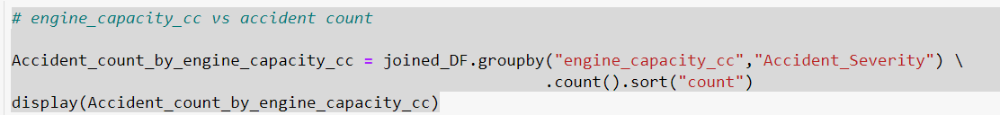 # engine_capacity_cc vs accident count
Accident_count_by_engine_capacity_cc = joined_DF.groupby("engine_capacity_cc","Accident_Severity") \
.count().sort("count")
display(Accident_count_by_engine_capacity_cc)